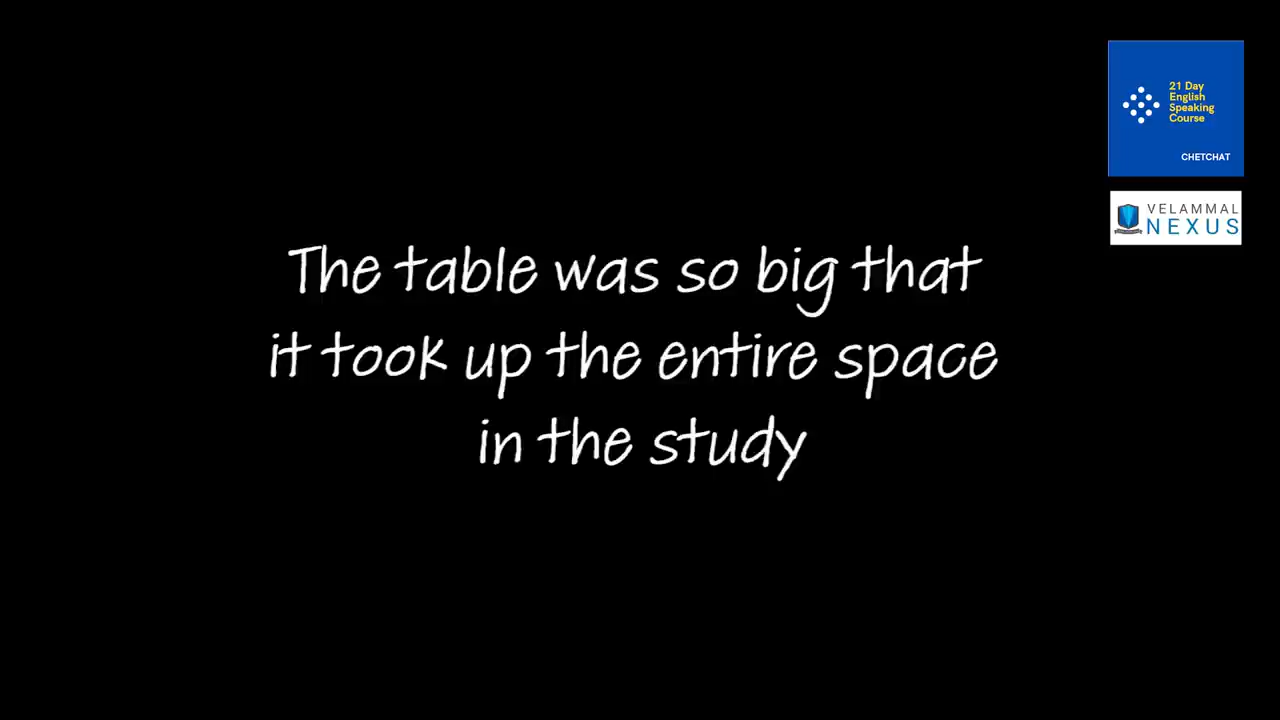 21 Day
English
Speaking
Course
CHETCHAT
VELAMMAL
NEXUS
The table was so big that
it took up the entire space
in the study